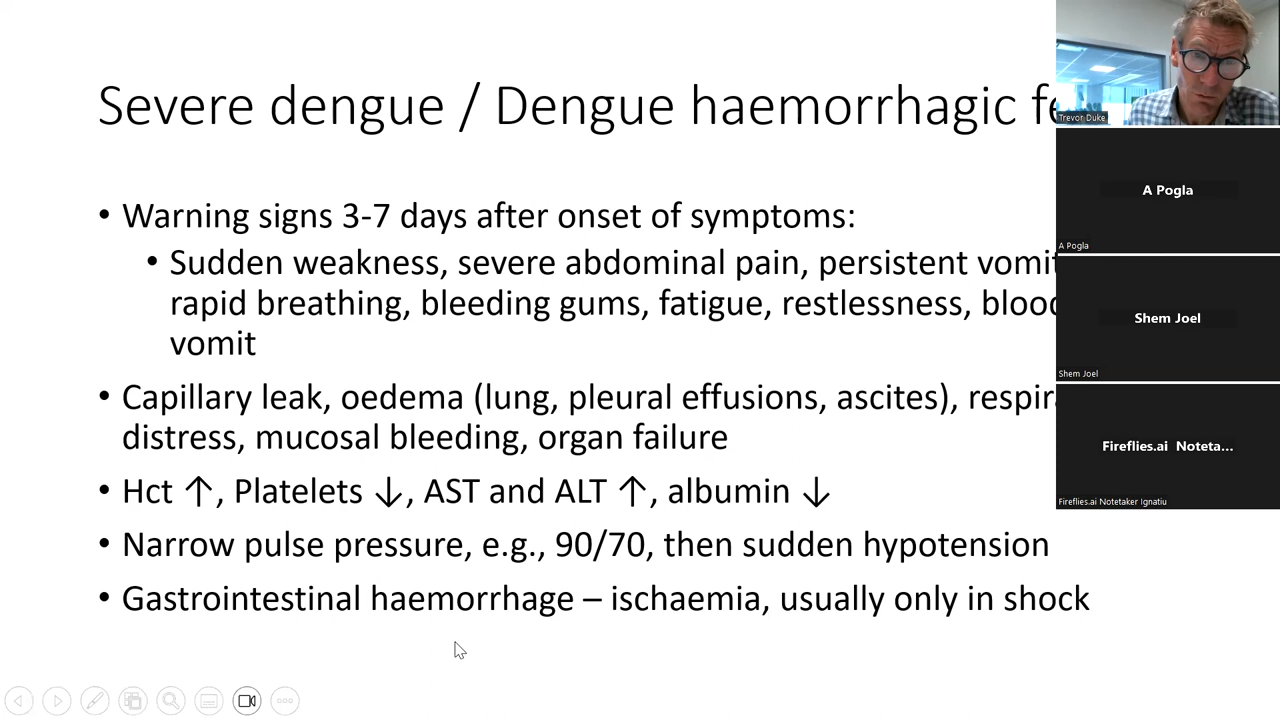 Severe dengue / Dengue haemorrhagic
• Warning signs 3-7 days after onset of symptoms:
• Sudden weakness, severe abdominal pain, persistent
rapid breathing, bleeding gums, fatigue, restlessness, blood
vomit
• Capillary leak, oedema (lung, pleural effusions, ascites),
distress, mucosal bleeding, organ failure
• Hct ↑, Platelets ↓, AST and ALT ↑, albumin ↓
• Narrow pulse pressure, e.g., 90/70, then sudden hypotension
• Gastrointestinal haemorrhage – ischaemia, usually only in shock
Trevor Duke
A Pogla
A Pogla
Shem Joel
Shem Joel
Fireflies.ai Noteta...
Fireflies.ai Notetaker Ignatiu